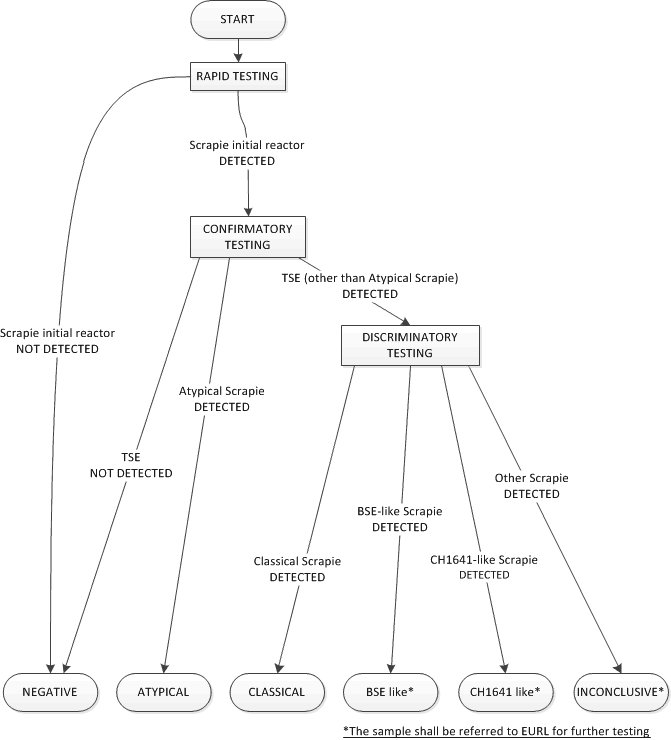 START
RAPID TESTING
Scrapie initial reactor
DETECTED
CONFIRMATORY
TESTING
TSE (other than Atypical Scrapie)
DETECTED
Scrapie initial reactor
NOT DETECTED
DISCRIMINATORY
TESTING
Atypical Scrapie
DETECTED
TSE
NOT DETECTED
Other Scrapie
DETECTED
BSE-like Scrapie
DETECTED
Classical Scrapie
DETECTED
CH1641-like Scrapie
DETECTED
NEGATIVE
ATYPICAL
CLASSICAL
BSE like*
CH1641 like*
INCONCLUSIVE*
*The sample shall be referred to EURL for further testing